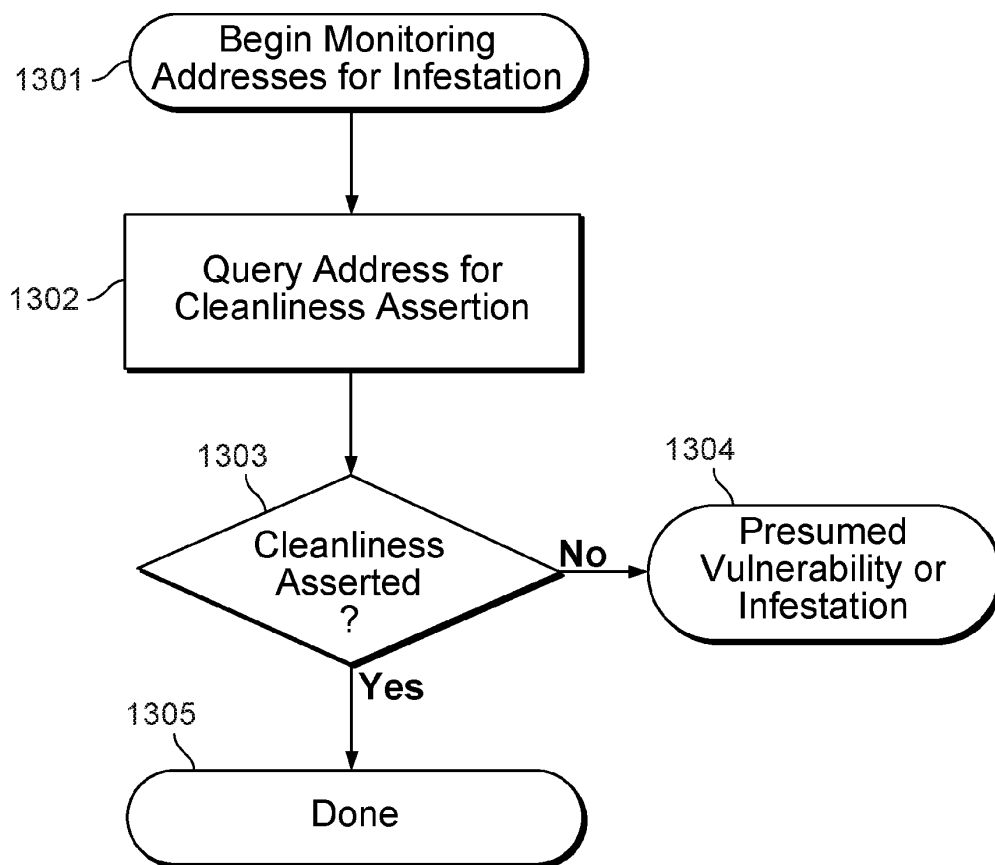 Begin Monitoring
Addresses for Infestation
1301
Query Address for
Cleanliness Assertion
1302
1303
Cleanliness
Asserted
?
No
1304
Presumed
Vulnerability or
Infestation
Yes
1305
Done